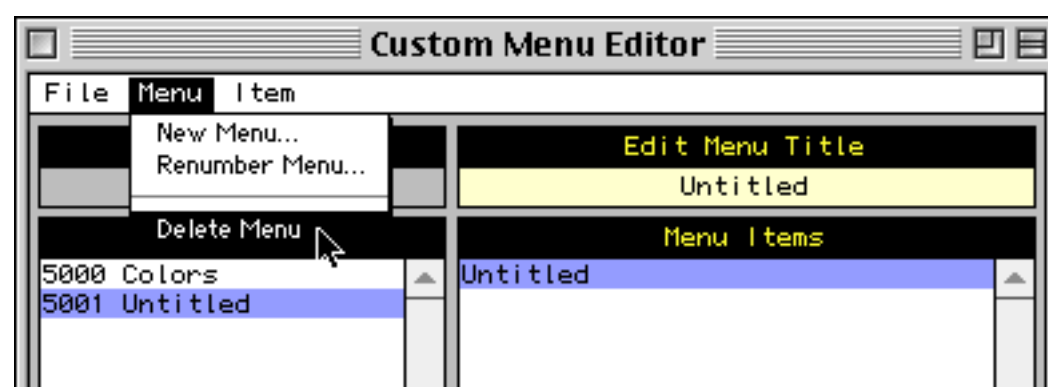 Custom Menu Editor
File Menu Item
New Menu...
Renumber Menu...
Delete Menu
Edit Menu Title
Untitled
Menu Items
5000 Colors
5001 Untitled
Untitled